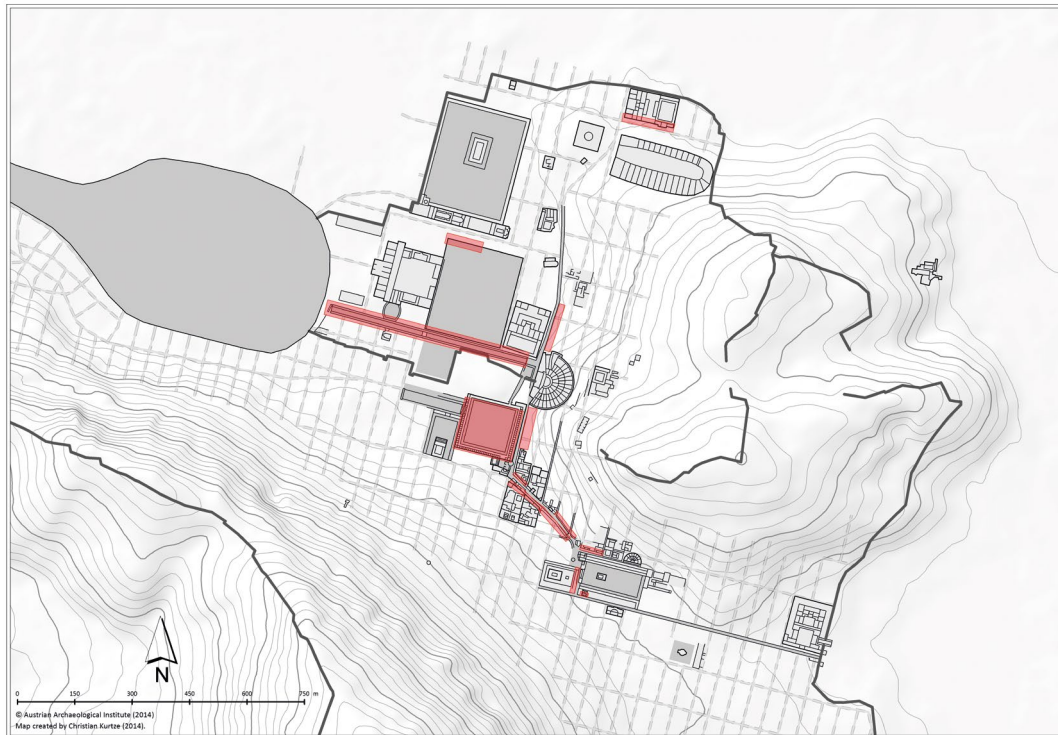 N
0 150 300 450 600 750 m
© Austrian Archaeological Institute (2014)
Map created by Christian Kurtze (2014).